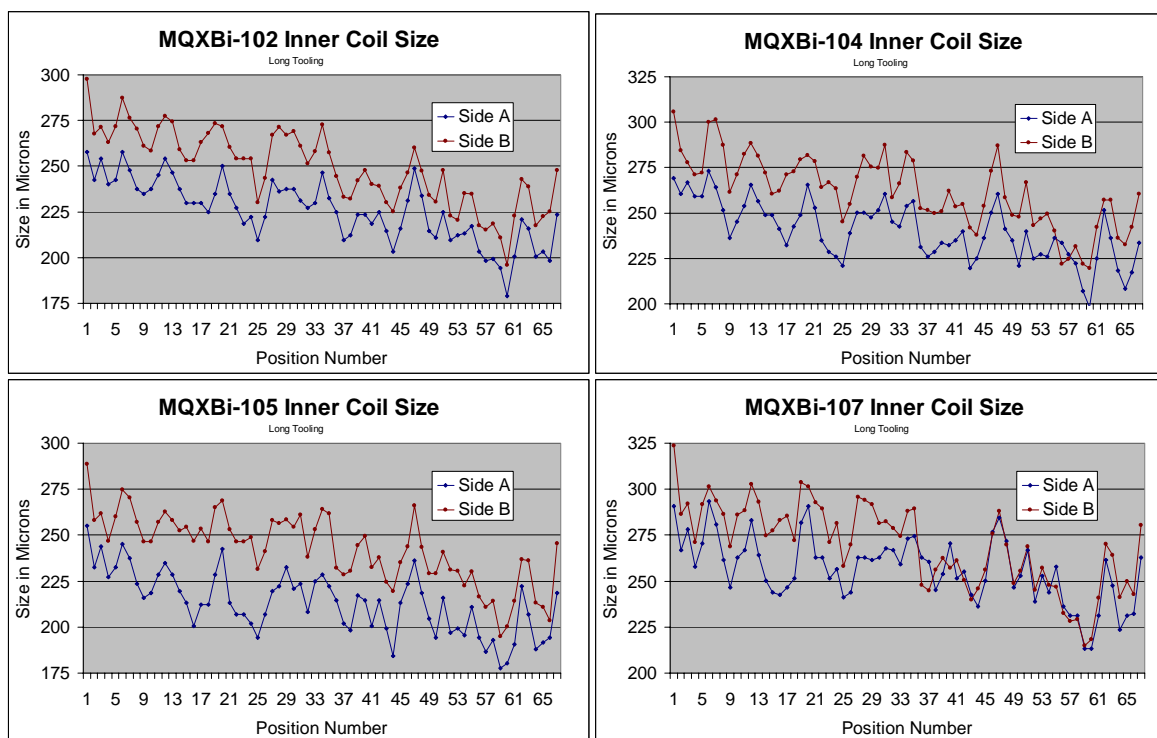 MQXBi-102 Inner Coil Size
Long Tooling
300
275
250
225
200
175
Size in Microns
Side A
Side B
1 5 9 13 17 21 25 29 33 37 41 45 49 53 57 61 65
Position Number
MQXBi-104 Inner Coil Size
Long Tooling
325
300
275
250
225
200
Size in Microns
Side A
Side B
1 5 9 13 17 21 25 29 33 37 41 45 49 53 57 61 65
Position Number
MQXBi-105 Inner Coil Size
Long Tooling
300
275
250
225
200
175
Size in Microns
Side A
Side B
1 5 9 13 17 21 25 29 33 37 41 45 49 53 57 61 65
Position Number
MQXBi-107 Inner Coil Size
Long Tooling
325
300
275
250
225
200
Size in Microns
Side A
Side B
1 5 9 13 17 21 25 29 33 37 41 45 49 53 57 61 65
Position Number